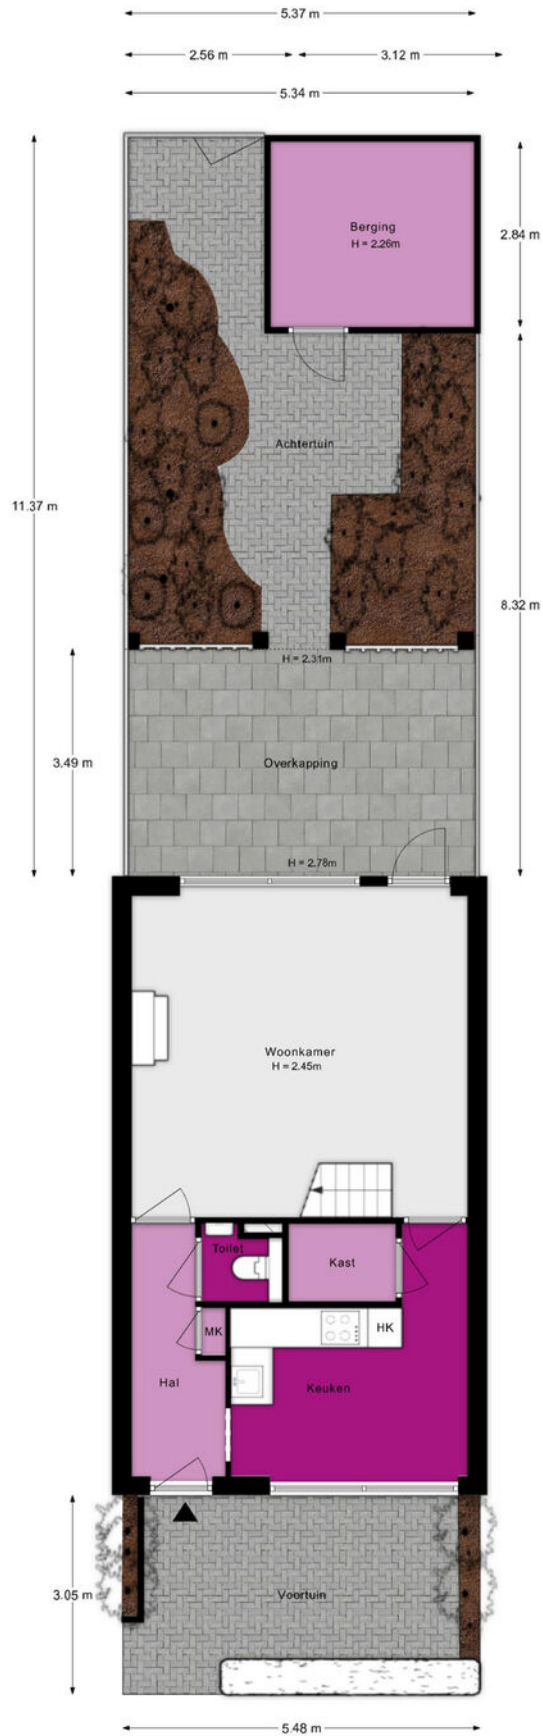 5.37 m
2.56 m
3.12 m
5.34 m
Berging
H = 2.26m
2.84 m
Achtertuin
11.37 m
8.32 m
H = 2.31m
3.49 m
Overkapping
H = 2.78m
Woonkamer
H = 2.45m
Toilet
Kast
MK
HK
Hal
Keuken
3.05 m
Voortuin
5.48 m